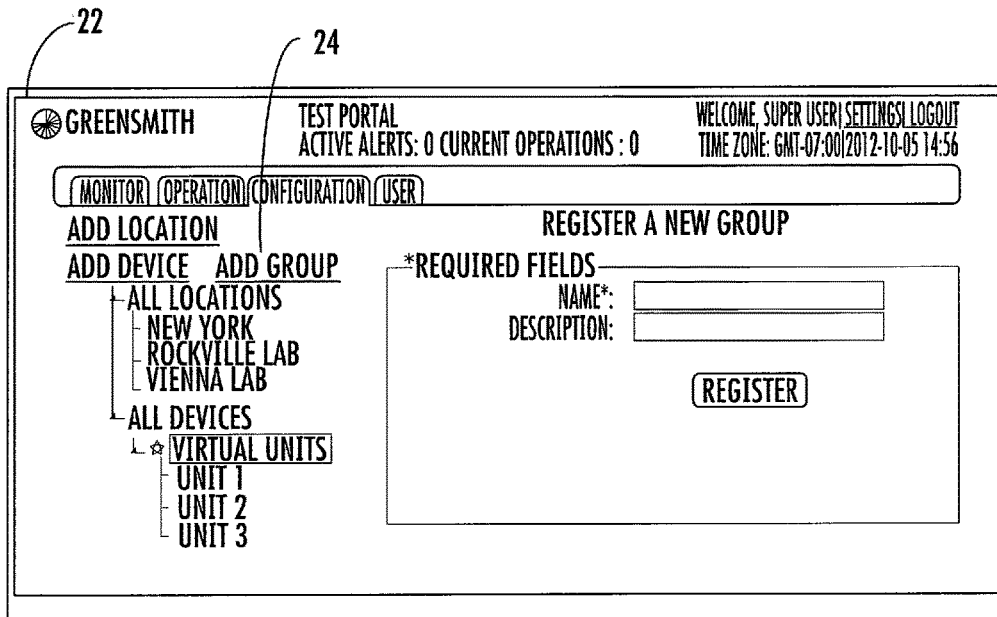 22
24
GREENSMITH
TEST PORTAL
ACTIVE ALERTS: 0 CURRENT OPERATIONS : 0
WELCOME, SUPER USER| SETTINGS| LOGOUT
TIME ZONE: GMT-07:00|2012-10-05 14:56
MONITOR OPERATION CONFIGURATION USER
ADD LOCATION
ADD DEVICE ADD GROUP
ALL LOCATIONS
NEW YORK
ROCKVILLE LAB
VIENNA LAB
ALL DEVICES
VIRTUAL UNITS
UNIT 1
UNIT 2
UNIT 3
REGISTER A NEW GROUP
*REQUIRED FIELDS
NAME*:
DESCRIPTION:
REGISTER